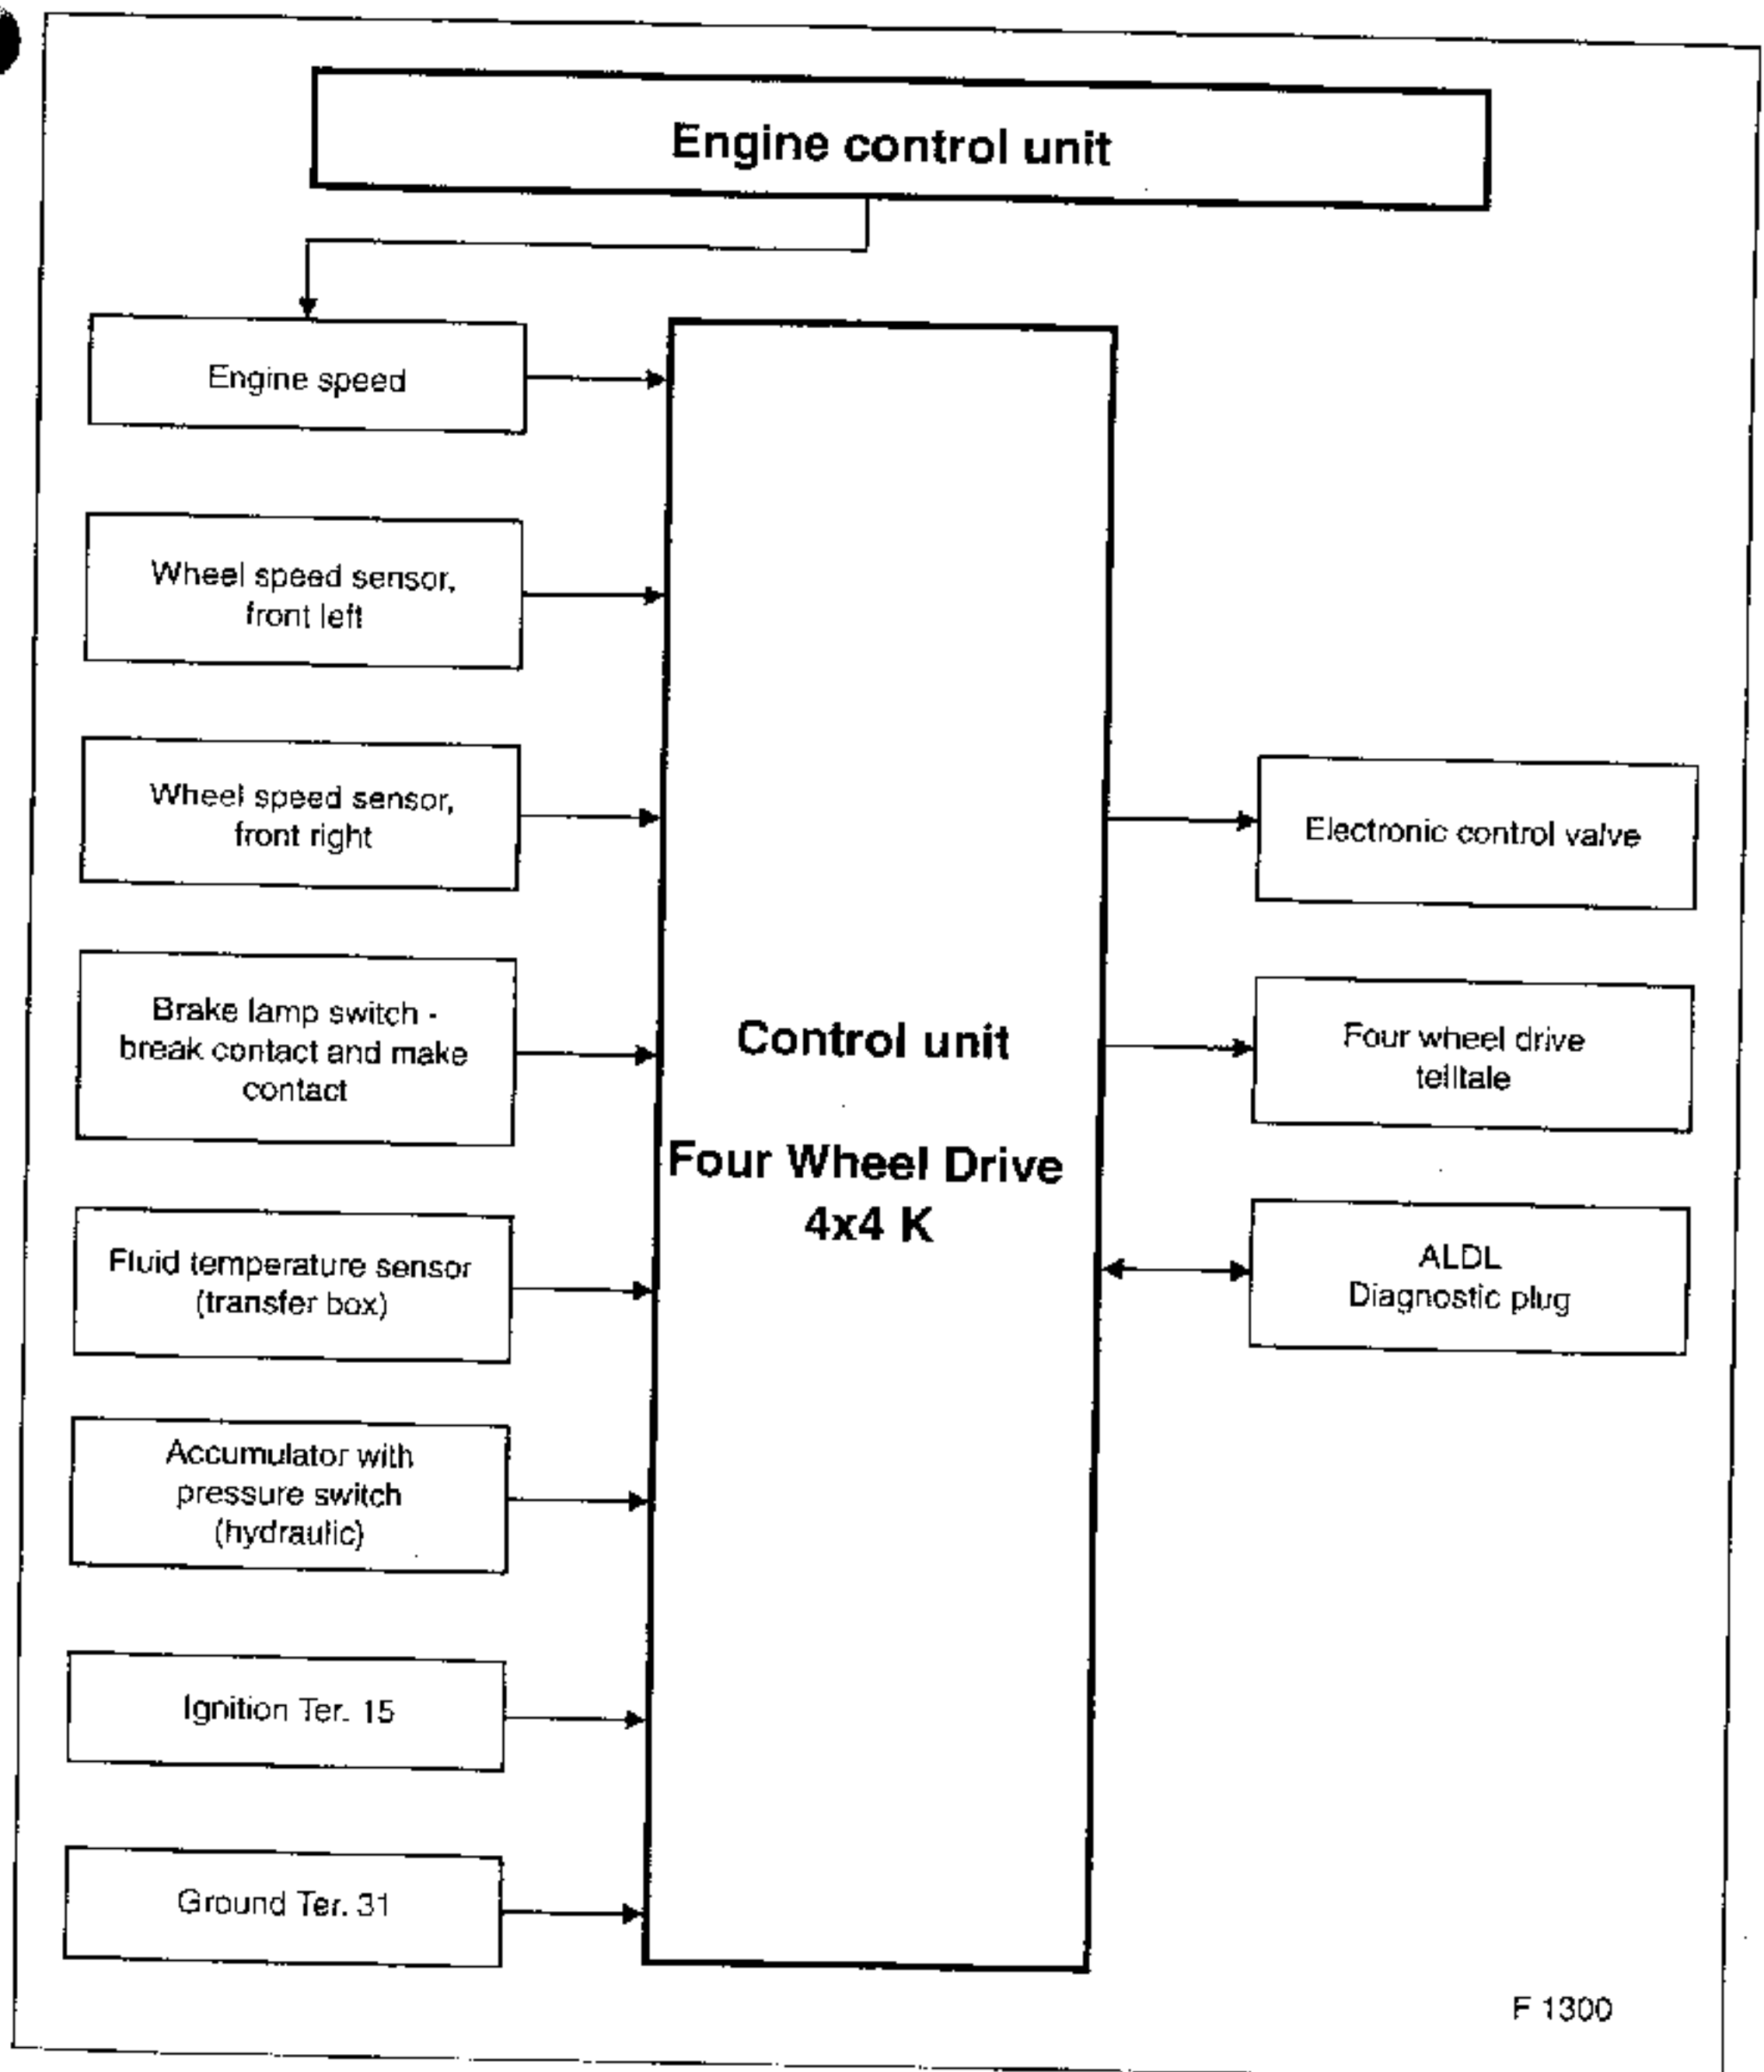 Engine control unit
Engine speed
Wheel speed sensor,
front left
Wheel speed sensor,
front right
Brake lamp switch -
break contact and make
contact
Fluid temperature sensor
(transfer box)
Accumulator with
pressure switch
(hydraulic)
Ignition Ter. 15
Ground Ter. 31
Control unit
Four Wheel Drive
4x4 K
Electronic control valve
Four wheel drive
telltale
ALDL
Diagnostic plug
F 1300